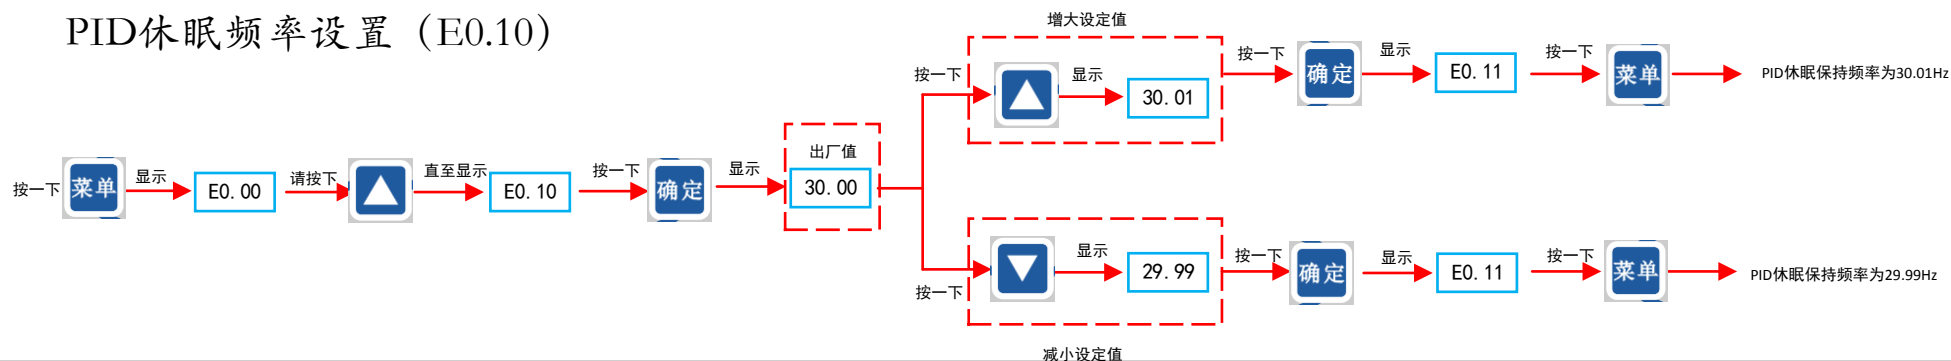 PID休眠频率设置（E0.10）
按一下
菜单
显示
E0.00
请按下
直至显示
E0.10
按一下
确定
显示
出厂值
30.00
增大设定值
按一下
显示
30.01
按一下
确定
显示
E0.11
按一下
菜单
PID休眠保持频率为30.01Hz
按一下
显示
29.99
减小设定值
按一下
确定
显示
E0.11
按一下
菜单
PID休眠保持频率为29.99Hz